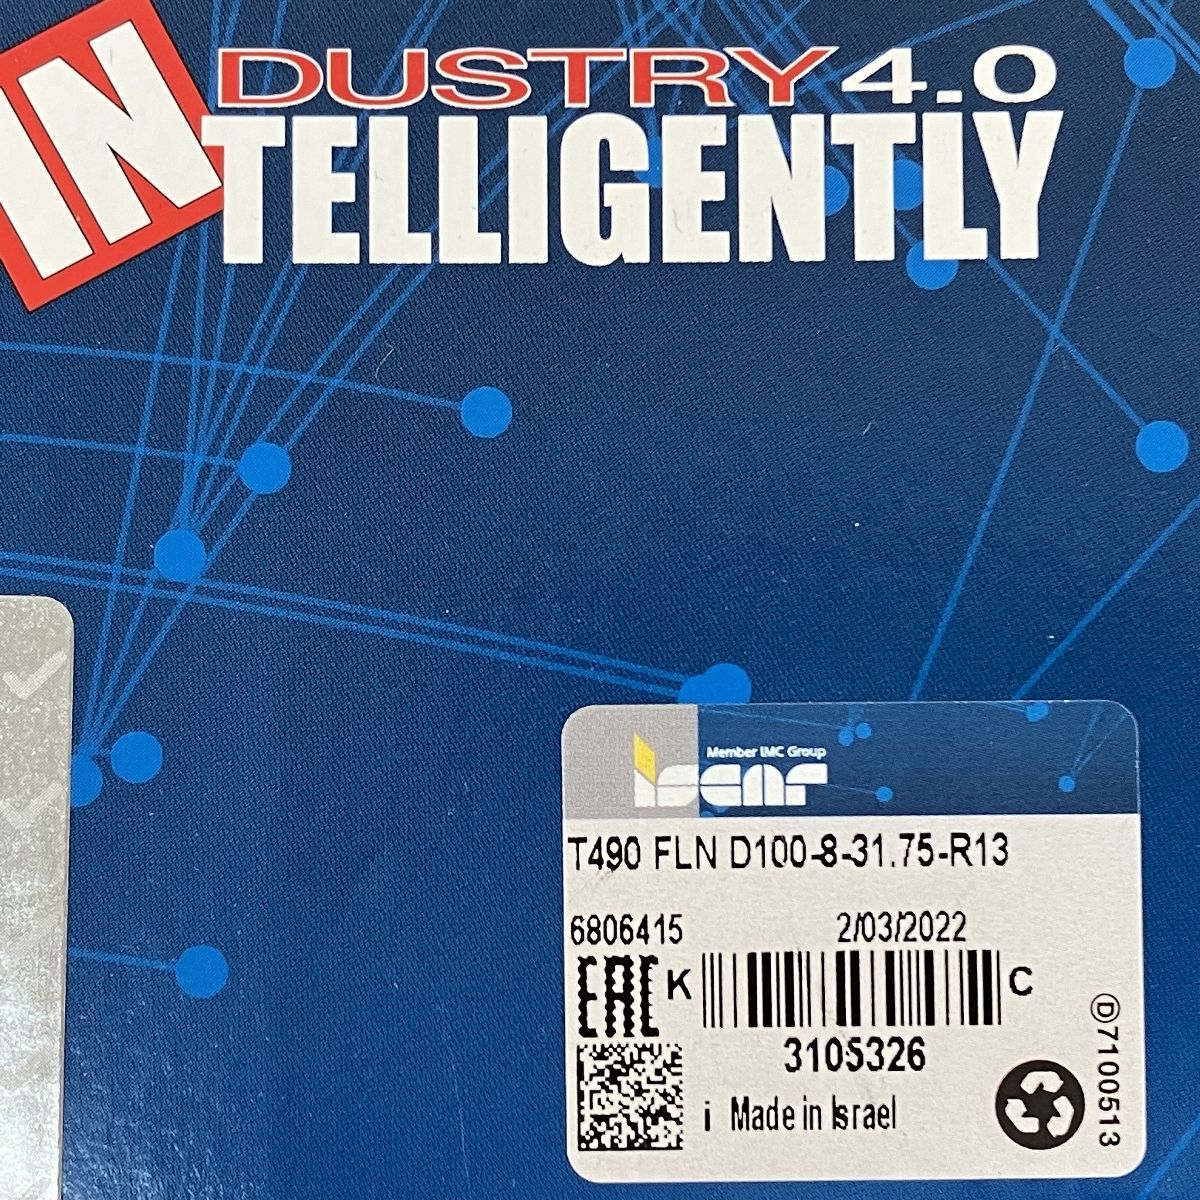 INDUSTRY 4.0
INTELLIGENTLY
Member IMC Group
iscar
T490 FLN D100-8-31.75-R13
6806415 2/03/2022
EAC K C
3105326
i Made in Israel
Ⓓ7100513